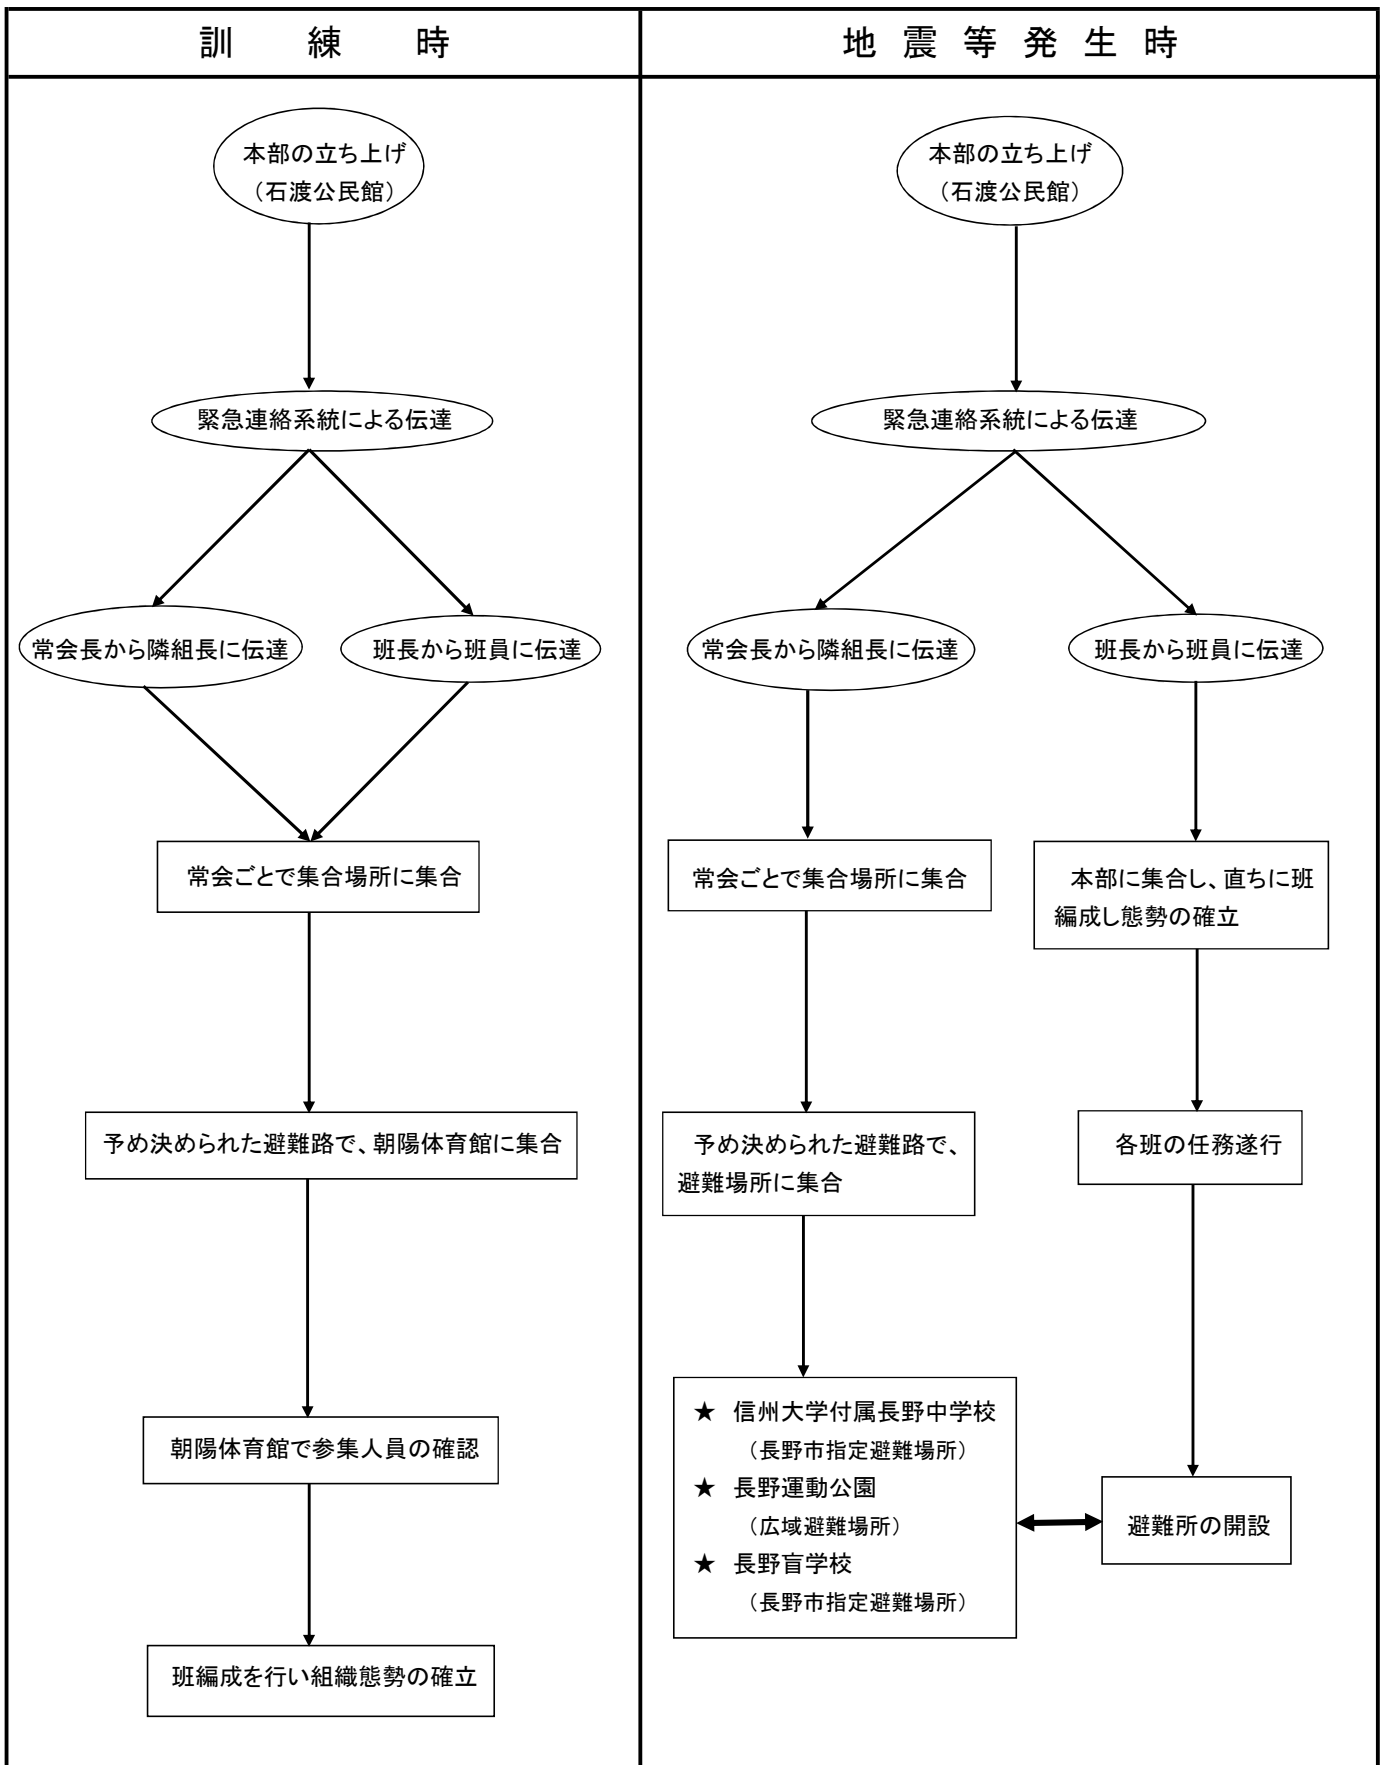 訓練時
本部の立ち上げ
（石渡公民館）
緊急連絡系統による伝達
常会長から隣組長に伝達
班長から班員に伝達
常会ごとで集合場所に集合
予め決められた避難路で、朝陽体育館に集合
朝陽体育館で参集人員の確認
班編成を行い組織態勢の確立
地震等発生時
本部の立ち上げ
（石渡公民館）
緊急連絡系統による伝達
常会長から隣組長に伝達
班長から班員に伝達
常会ごとで集合場所に集合
本部に集合し、直ちに班
編成し態勢の確立
予め決められた避難路で、
避難場所に集合
各班の任務遂行
★ 信州大学付属長野中学校
（長野市指定避難場所）
★ 長野運動公園
（広域避難場所）
★ 長野盲学校
（長野市指定避難場所）
避難所の開設